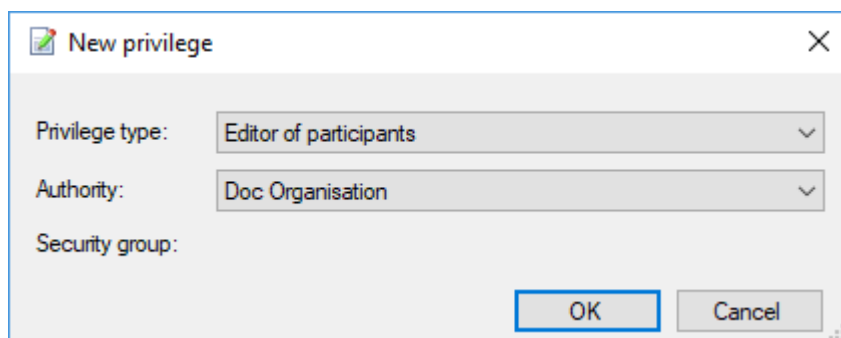 New privilege
Privilege type: Editor of participants
Authority: Doc Organisation
Security group:
OK Cancel